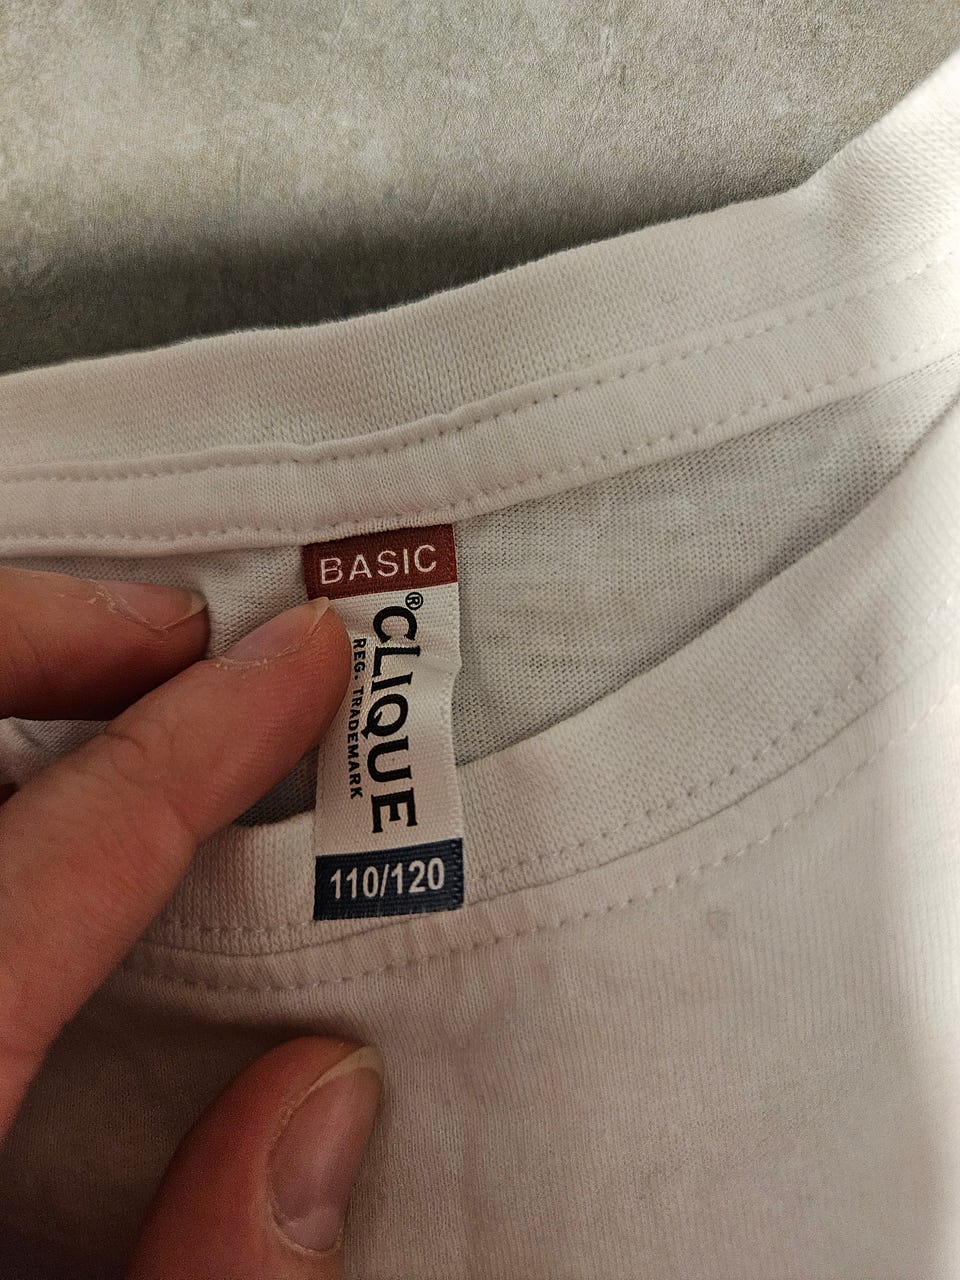 BASIC
CLIQUE®
REG. TRADEMARK
110/120